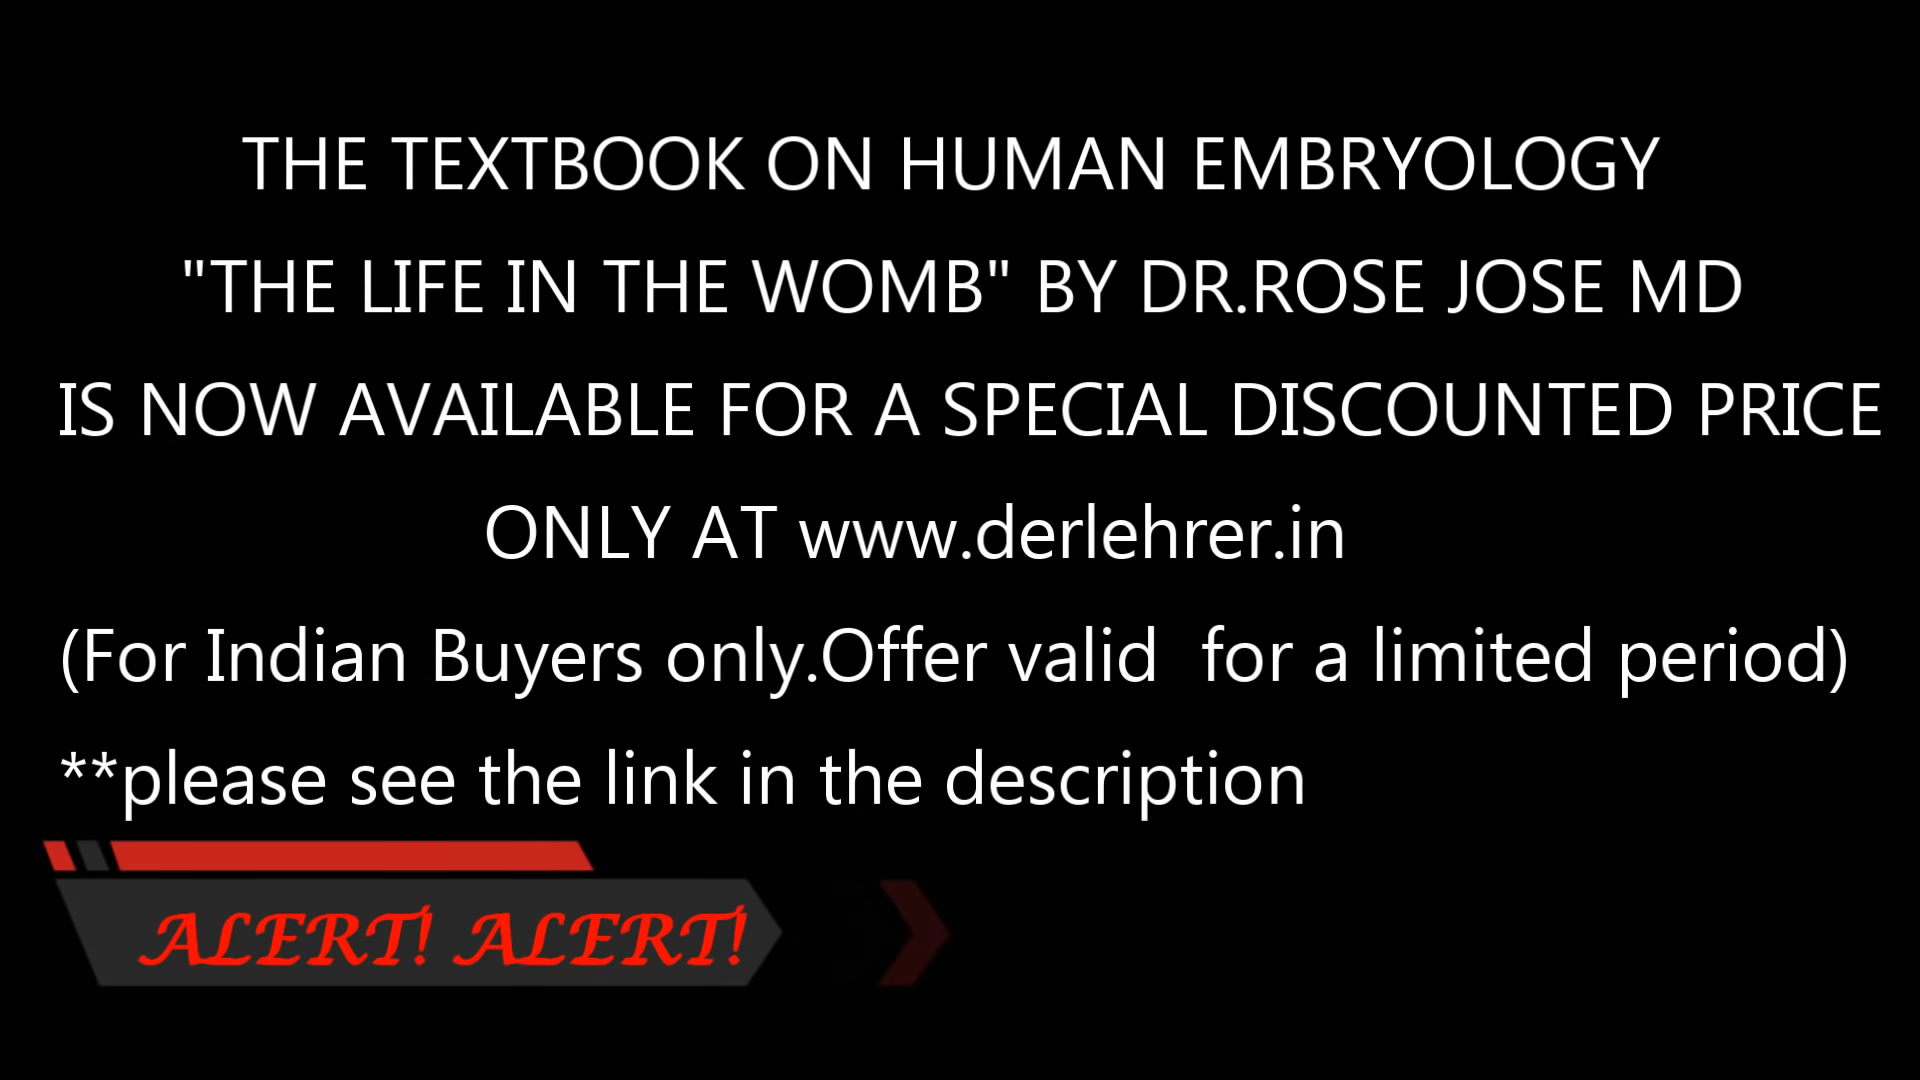 THE TEXTBOOK ON HUMAN EMBRYOLOGY
"THE LIFE IN THE WOMB" BY DR.ROSE JOSE MD
IS NOW AVAILABLE FOR A SPECIAL DISCOUNTED PRICE
ONLY AT www.derlehrer.in
(For Indian Buyers only.Offer valid  for a limited period)
**please see the link in the description
ALERT! ALERT!